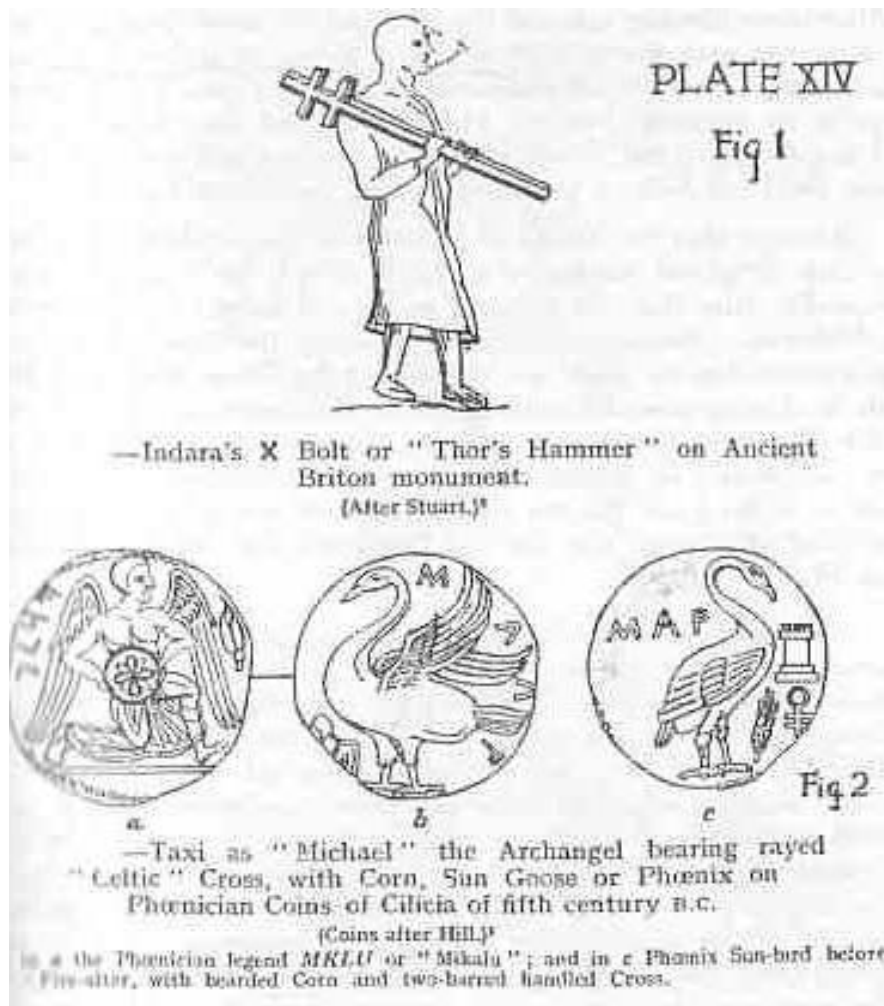 PLATE XIV
Fig 1
—Indara's X Bolt or "Thor's Hammer" on Ancient
Briton monument.
(After Stuart.)
M
M A P
Fig 2
a b c
—Taxi as "Michael" the Archangel bearing rayed
"Celtic" Cross, with Corn, Sun Goose or Phœnix on
Phœnician Coins of Cilicia of fifth century B.C.
(Coins after Hill.)
a the Phœnician legend MKLU or "Mikalu"; and in c Phœnix Sun-bird before
Fire-altar, with bearded Corn and two-barred handled Cross.